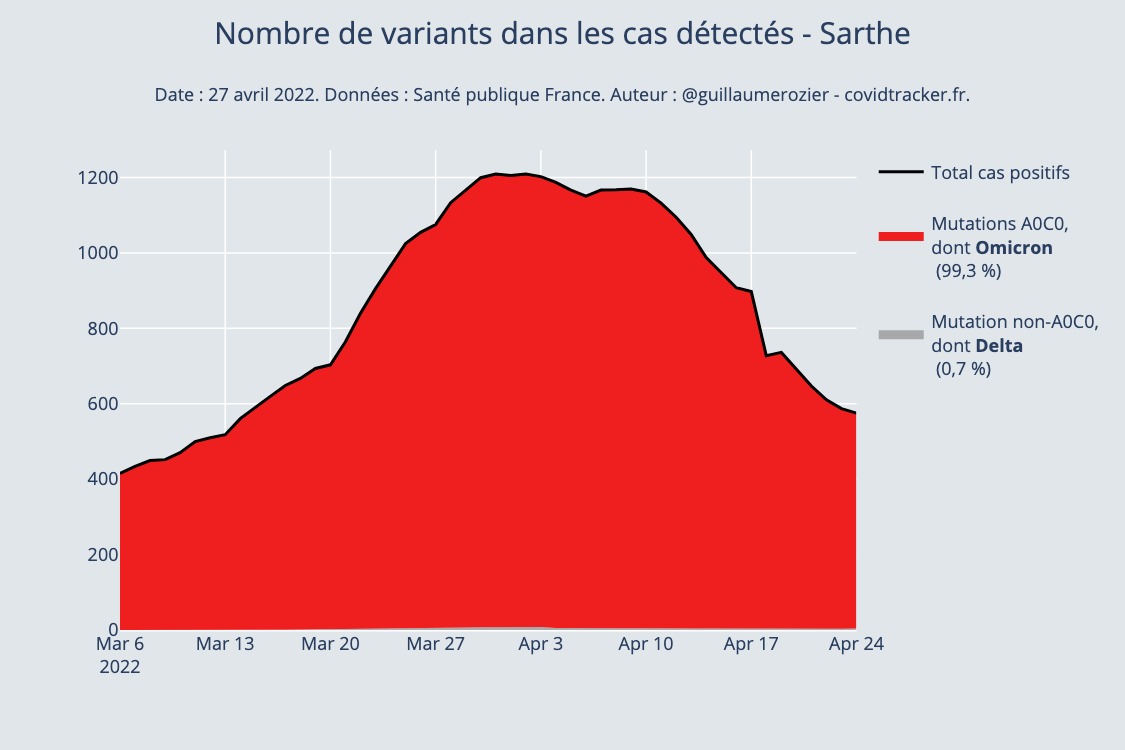 Nombre de variants dans les cas détectés - Sarthe
Date : 27 avril 2022. Données : Santé publique France. Auteur : @guillaumerozier - covidtracker.fr.
1200
1000
800
600
400
200
0
Mar 6
2022
Mar 13
Mar 20
Mar 27
Apr 3
Apr 10
Apr 17
Apr 24
Total cas positifs
Mutations A0C0,
dont Omicron
(99,3 %)
Mutation non-A0C0,
dont Delta
(0,7 %)